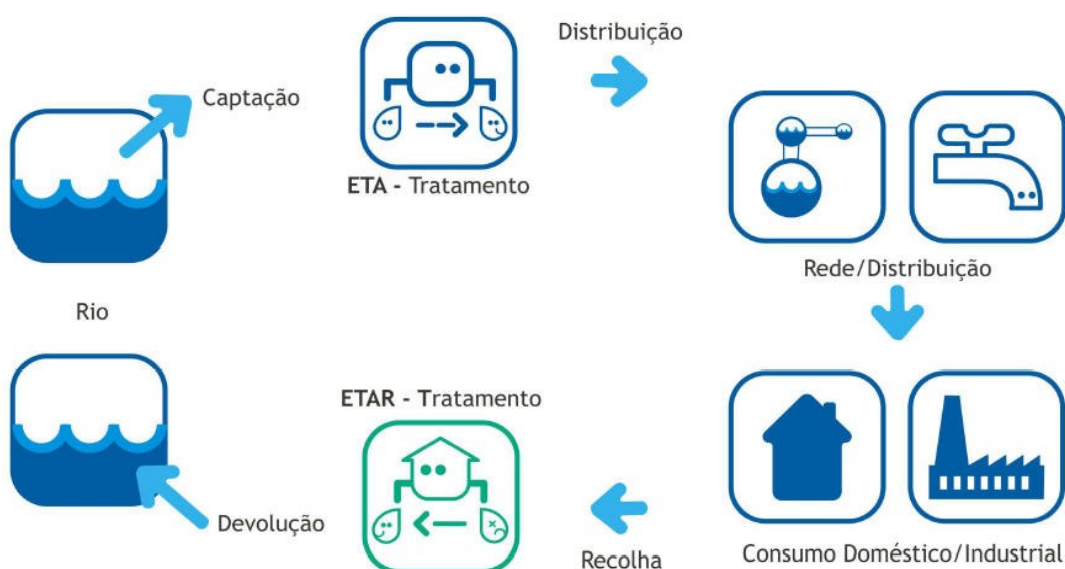 Distribuição
Captação
ETA - Tratamento
Rede/Distribuição
Rio
ETAR - Tratamento
Devolução
Recolha
Consumo Doméstico/Industrial